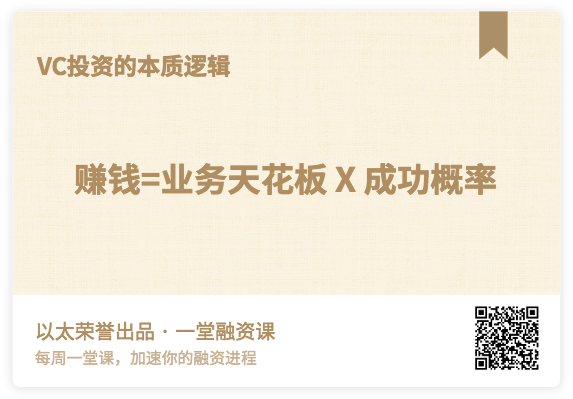 VC投资的本质逻辑
赚钱=业务天花板 X 成功概率
以太荣誉出品 · 一堂融资课
每周一堂课，加速你的融资进程